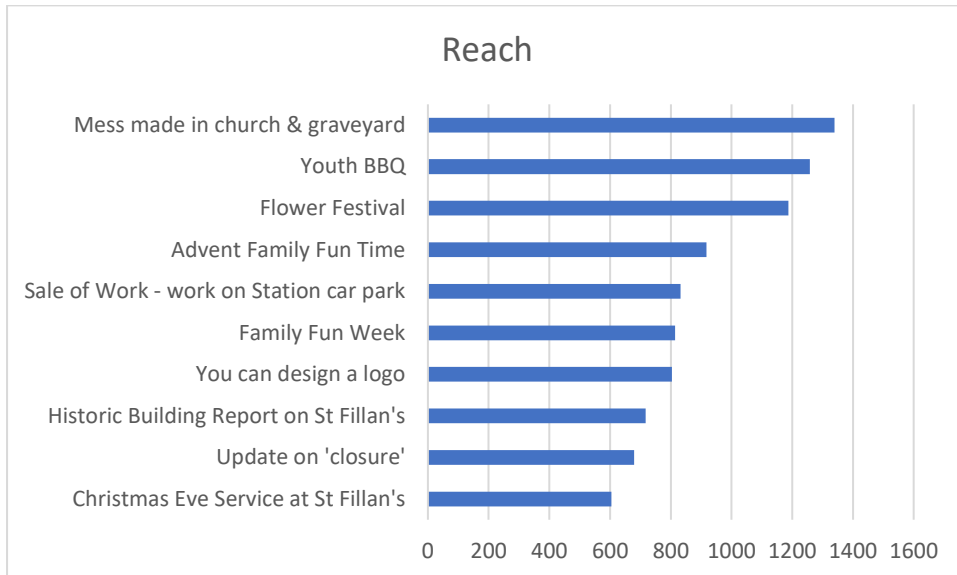 Reach
Mess made in church & graveyard
Youth BBQ
Flower Festival
Advent Family Fun Time
Sale of Work - work on Station car park
Family Fun Week
You can design a logo
Historic Building Report on St Fillan's
Update on 'closure'
Christmas Eve Service at St Fillan's
0 200 400 600 800 1000 1200 1400 1600